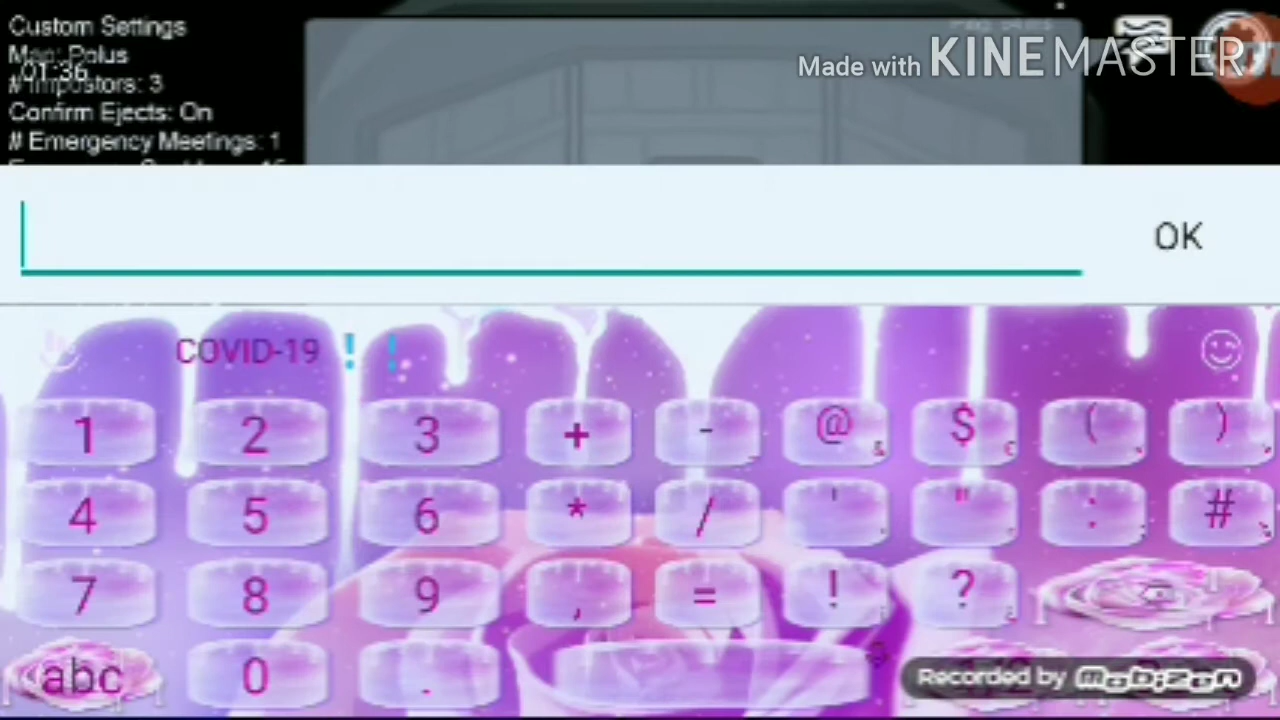 Custom Settings
Map: Polus
01:36
# Impostors: 3
Confirm Ejects: On
# Emergency Meetings: 1
Made with KINEMASTER
OK
COVID-19 ! !
1 2 3 + - @ $ ( )
4 5 6 * / ' " : #
7 8 9 , = ! ?
abc 0 .
Recorded by Mobizen